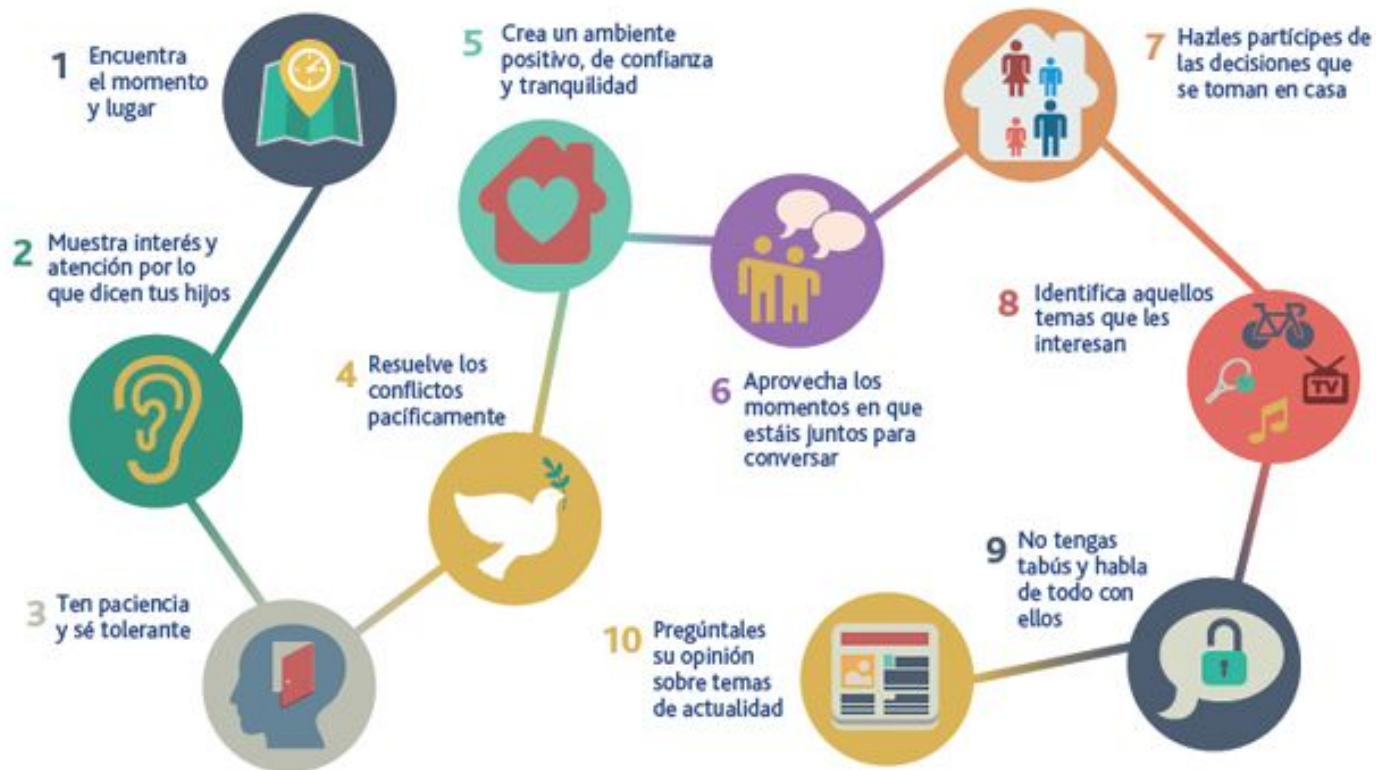 1 Encuentra
el momento
y lugar
2 Muestra interés y
atención por lo
que dicen tus hijos
3 Ten paciencia
y sé tolerante
4 Resuelve los
conflictos
pacíficamente
5 Crea un ambiente
positivo, de confianza
y tranquilidad
6 Aprovecha los
momentos en que
estáis juntos para
conversar
7 Hazles partícipes de
las decisiones que
se toman en casa
8 Identifica aquellos
temas que les
interesan
TV
9 No tengas
tabús y habla
de todo con
ellos
10 Pregúntales
su opinión
sobre temas
de actualidad